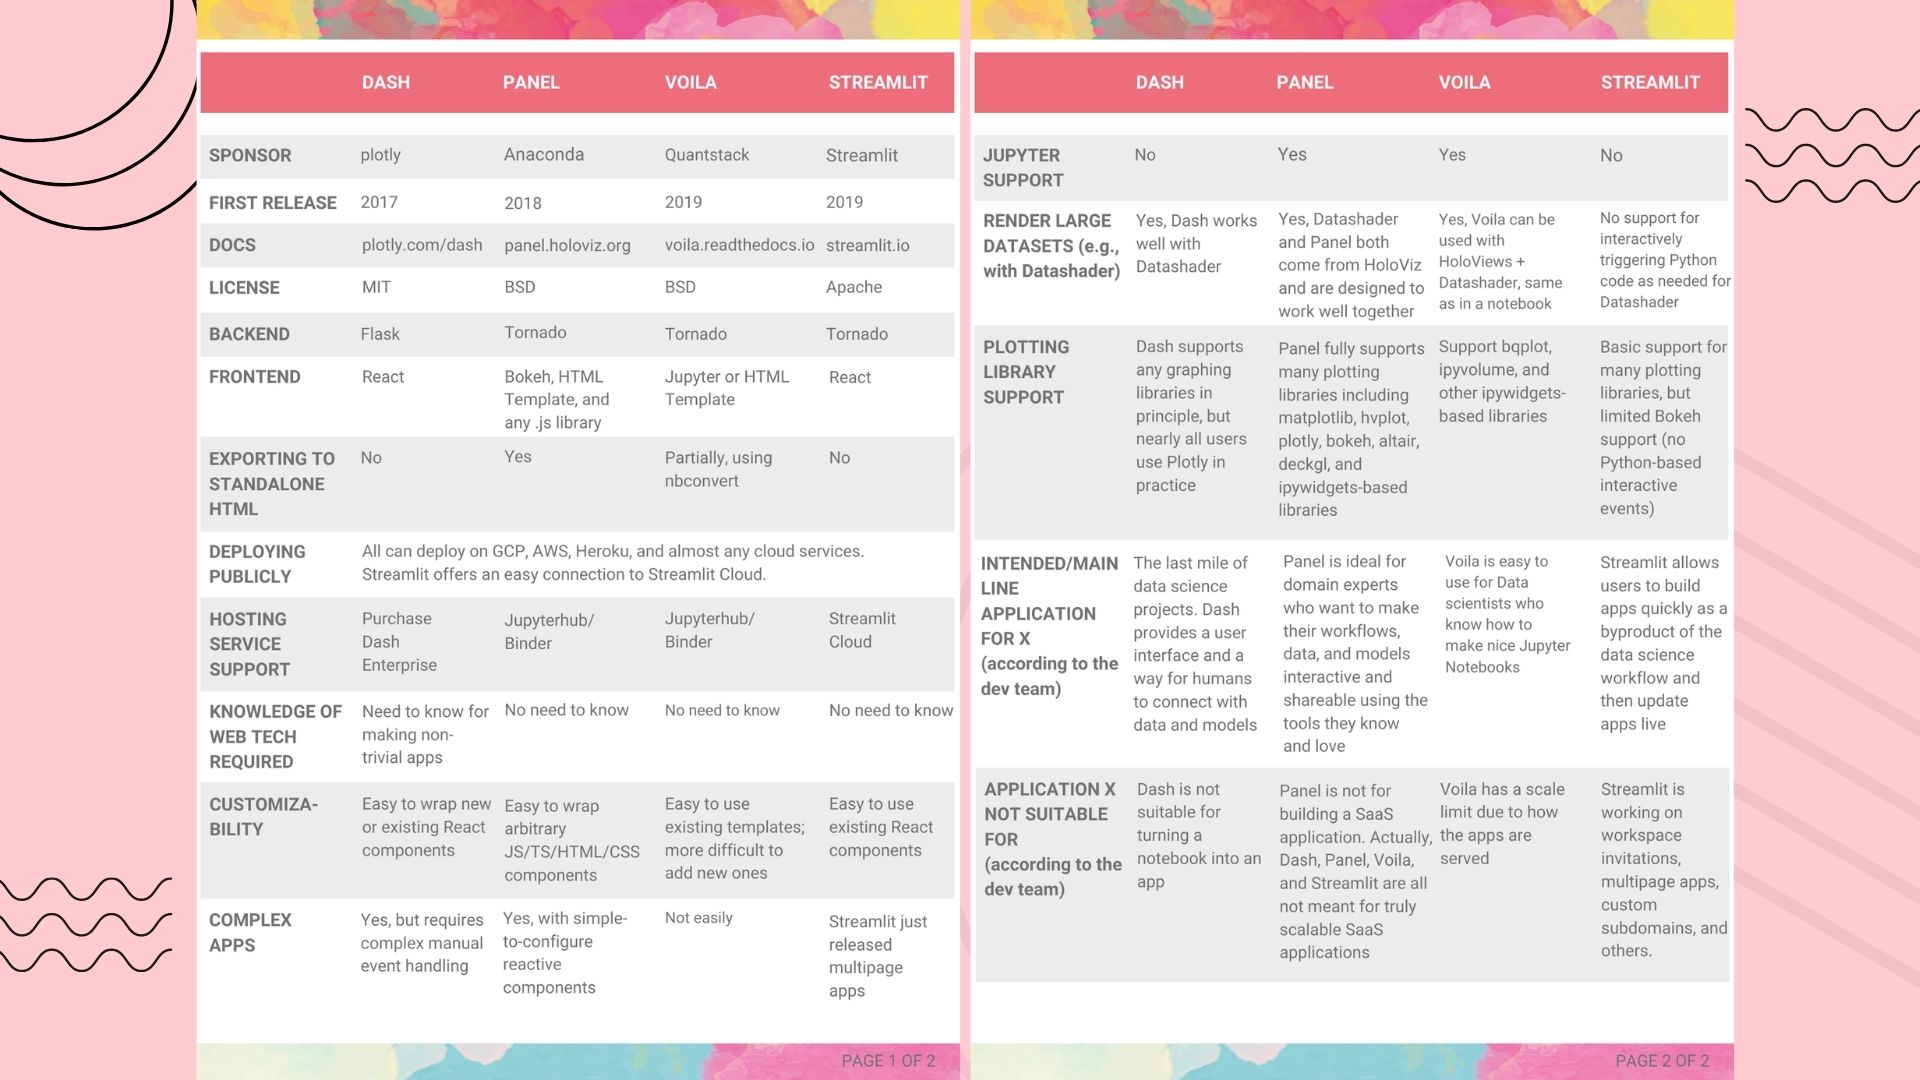 DASH PANEL VOILA STREAMLIT
SPONSOR plotly Anaconda Quantstack Streamlit
FIRST RELEASE 2017 2018 2019 2019
DOCS plotly.com/dash panel.holoviz.org voila.readthedocs.io streamlit.io
LICENSE MIT BSD BSD Apache
BACKEND Flask Tornado Tornado Tornado
FRONTEND React Bokeh, HTML Jupyter or HTML React
Template, and Template
any .js library
EXPORTING TO No Yes Partially, using No
STANDALONE nbconvert
HTML
DEPLOYING All can deploy on GCP, AWS, Heroku, and almost any cloud services.
PUBLICLY Streamlit offers an easy connection to Streamlit Cloud.
HOSTING Purchase Jupyterhub/ Jupyterhub/ Streamlit
SERVICE Dash Binder Binder Cloud
SUPPORT Enterprise
KNOWLEDGE OF Need to know for No need to know No need to know No need to know
WEB TECH making non-
REQUIRED trivial apps
CUSTOMIZA- Easy to wrap new Easy to wrap Easy to use Easy to use
BILITY or existing React arbitrary existing templates; existing React
components JS/TS/HTML/CSS more difficult to components
components add new ones
COMPLEX Yes, but requires Yes, with simple- Not easily Streamlit just
APPS complex manual to-configure released
event handling reactive multipage
components apps
PAGE 1 OF 2
DASH PANEL VOILA STREAMLIT
JUPYTER No Yes Yes No
SUPPORT
RENDER LARGE Yes, Dash works Yes, Datashader Yes, Voila can be No support for
DATASETS (e.g., well with and Panel both used with interactively
with Datashader) Datashader come from HoloViz HoloViews + triggering Python
and are designed to Datashader, same code as needed for
work well together as in a notebook Datashader
PLOTTING Dash supports Panel fully supports Support bqplot, Basic support for
LIBRARY any graphing many plotting ipyvolume, and many plotting
SUPPORT libraries in libraries including other ipywidgets- libraries, but
principle, but matplotlib, hvplot, based libraries limited Bokeh
nearly all users plotly, bokeh, altair, support (no
use Plotly in deckgl, and Python-based
practice ipywidgets-based interactive
libraries events)
INTENDED/MAIN The last mile of Panel is ideal for Voila is easy to Streamlit allows
LINE data science domain experts use for Data users to build
APPLICATION projects. Dash who want to make scientists who apps quickly as a
FOR X provides a user their workflows, know how to byproduct of the
(according to the interface and a data, and models make nice Jupyter data science
dev team) way for humans interactive and Notebooks workflow and
to connect with shareable using the then update
data and models tools they know apps live
and love
APPLICATION X Dash is not Panel is not for Voila has a scale Streamlit is
NOT SUITABLE suitable for building a SaaS limit due to how working on
FOR turning a application. Actually, the apps are workspace
(according to the notebook into an Dash, Panel, Voila, served invitations,
dev team) app and Streamlit are all multipage apps,
not meant for truly custom
scalable SaaS subdomains, and
applications others.
PAGE 2 OF 2